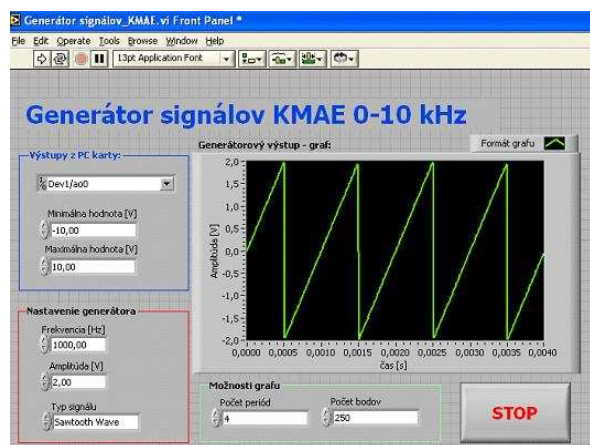 Generátor signálov_KMAE.vi Front Panel *
File Edit Operate Tools Browse Window Help
13pt Application Font
Generátor signálov KMAE 0-10 kHz
Výstupy z PC karty:
Dev1/ao0
Minimálna hodnota [V]
-10,00
Maximálna hodnota [V]
10,00
Generátorový výstup - graf:
Formát grafu
Amplitúda [V]
2,0
1,5
1,0
0,5
0,0
-0,5
-1,0
-1,5
-2,0
0,0000 0,0005 0,0010 0,0015 0,0020 0,0025 0,0030 0,0035 0,0040
čas [s]
Nastavenie generátora
Frekvencia [Hz]
1000,00
Amplitúda [V]
2,00
Typ signálu
Sawtooth Wave
Možnosti grafu
Počet periód
4
Počet bodov
250
STOP